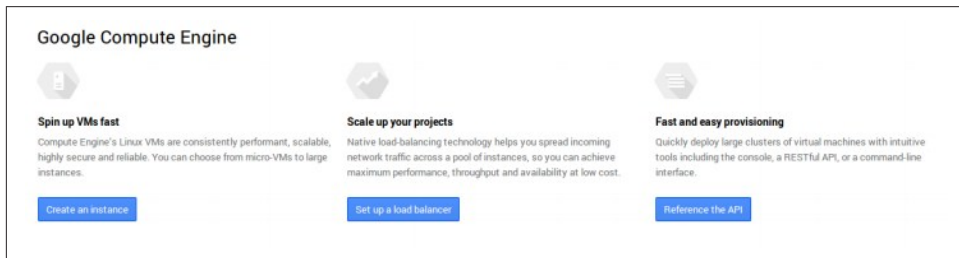 Google Compute Engine
Spin up VMs fast
Compute Engine's Linux VMs are consistently performant, scalable,
highly secure and reliable. You can choose from micro-VMs to large
instances.
Create an instance
Scale up your projects
Native load-balancing technology helps you spread incoming
network traffic across a pool of instances, so you can achieve
maximum performance, throughput and availability at low cost.
Set up a load balancer
Fast and easy provisioning
Quickly deploy large clusters of virtual machines with intuitive
tools including the console, a RESTful API, or a command-line
interface.
Reference the API